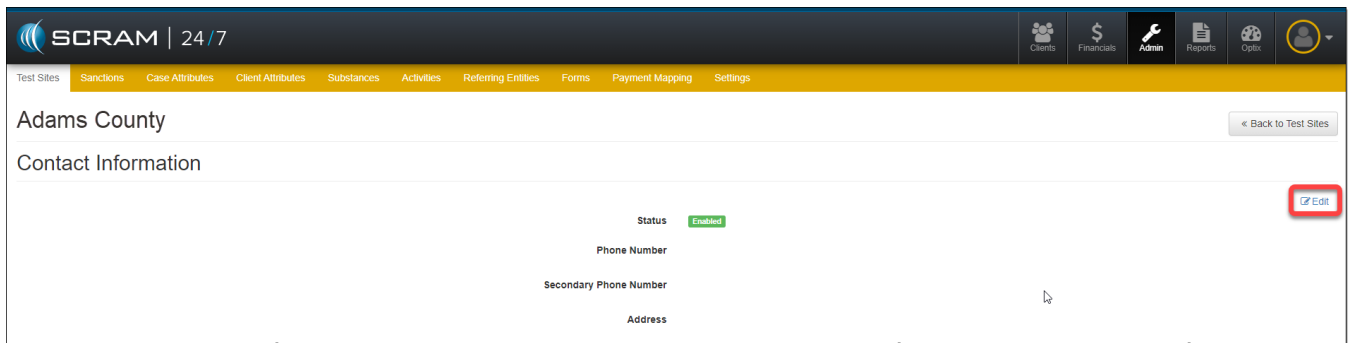 SCRAM | 24/7
Clients
Financials
Admin
Reports
Optix
Test Sites Sanctions Case Attributes Client Attributes Substances Activities Referring Entities Forms Payment Mapping Settings
Adams County
« Back to Test Sites
Contact Information
Edit
Status Enabled
Phone Number
Secondary Phone Number
Address